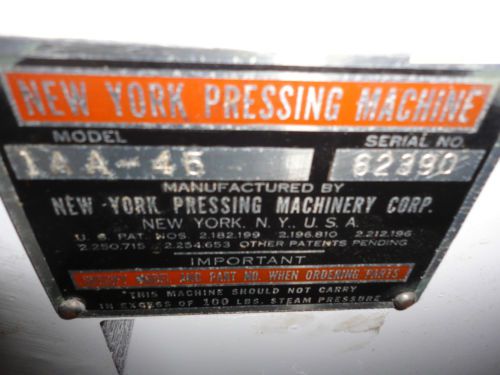 NEW YORK PRESSING MACHINE
MODEL SERIAL NO.
1AA-45 62390
MANUFACTURED BY
NEW YORK PRESSING MACHINERY CORP.
NEW YORK, N.Y., U.S.A.
U.S. PAT. NOS. 2.182.199 2.196.810 2.212.196
2.250.715 2.254.653 OTHER PATENTS PENDING
IMPORTANT
MODEL AND PART NO. WHEN ORDERING PARTS
THIS MACHINE SHOULD NOT CARRY
IN EXCESS OF 100 LBS. STEAM PRESSURE